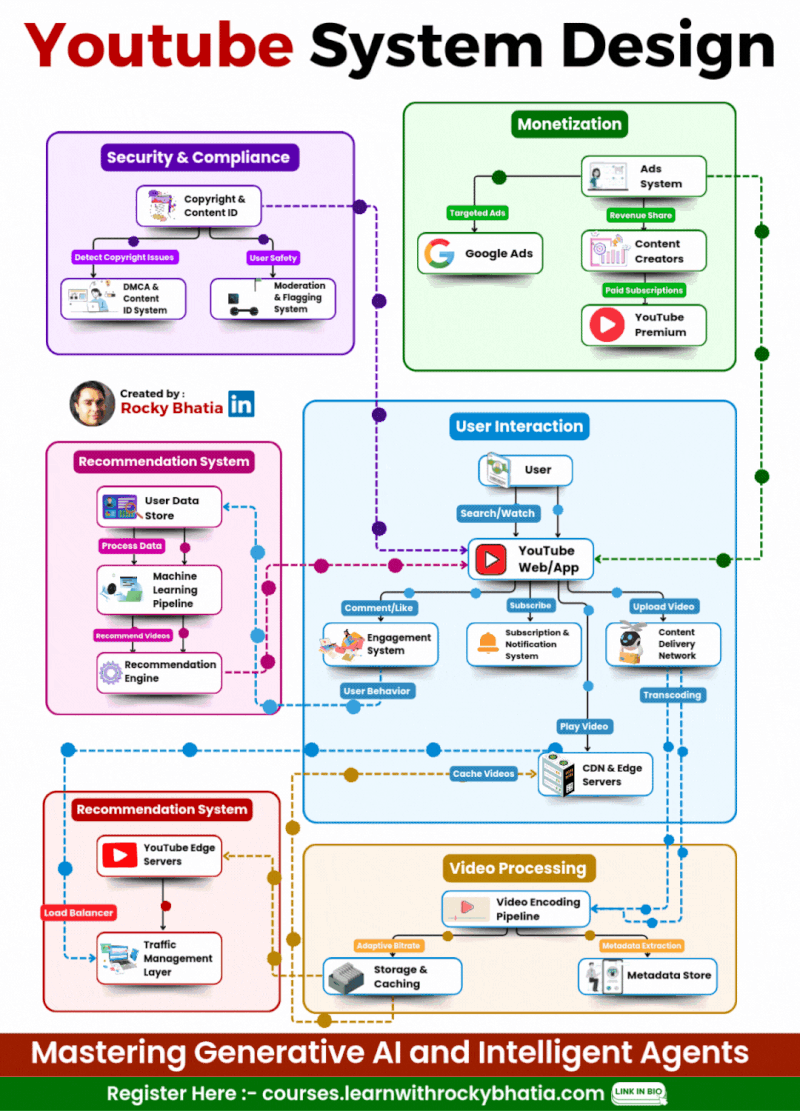 Youtube System Design
Security & Compliance
Copyright &
Content ID
Detect Copyright Issues
User Safety
DMCA &
Content
ID System
Moderation
& Flagging
System
Monetization
Ads
System
Targeted Ads
Revenue Share
Google Ads
Content
Creators
Paid Subscriptions
YouTube
Premium
Created by :
Rocky Bhatia
in
Recommendation System
User Data
Store
Process Data
Machine
Learning
Pipeline
Recommend Videos
Recommendation
Engine
User Interaction
User
Search/Watch
YouTube
Web/App
Comment/Like
Subscribe
Upload Video
Engagement
System
Subscription &
Notification
System
Content
Delivery
Network
User Behavior
Transcoding
Play Video
Cache Videos
CDN & Edge
Servers
Recommendation System
YouTube Edge
Servers
Load Balancer
Traffic
Management
Layer
Video Processing
Video Encoding
Pipeline
Adaptive Bitrate
Metadata Extraction
Storage &
Caching
Metadata Store
Mastering Generative AI and Intelligent Agents
Register Here :- courses.learnwithrockybhatia.com
LINK IN BIO